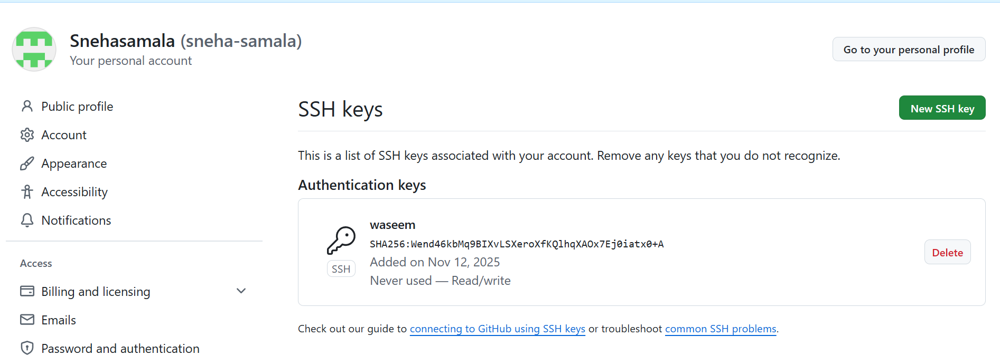 Snehasamala (sneha-samala)
Your personal account
Go to your personal profile
Public profile
Account
Appearance
Accessibility
Notifications
Access
Billing and licensing
Emails
Password and authentication
SSH keys
New SSH key
This is a list of SSH keys associated with your account. Remove any keys that you do not recognize.
Authentication keys
waseem
SHA256:Wend46kbMq9BIXvLSXeroXfKQlhqXAOx7Ej0iatx0+A
Added on Nov 12, 2025
Never used — Read/write
SSH
Delete
Check out our guide to connecting to GitHub using SSH keys or troubleshoot common SSH problems.